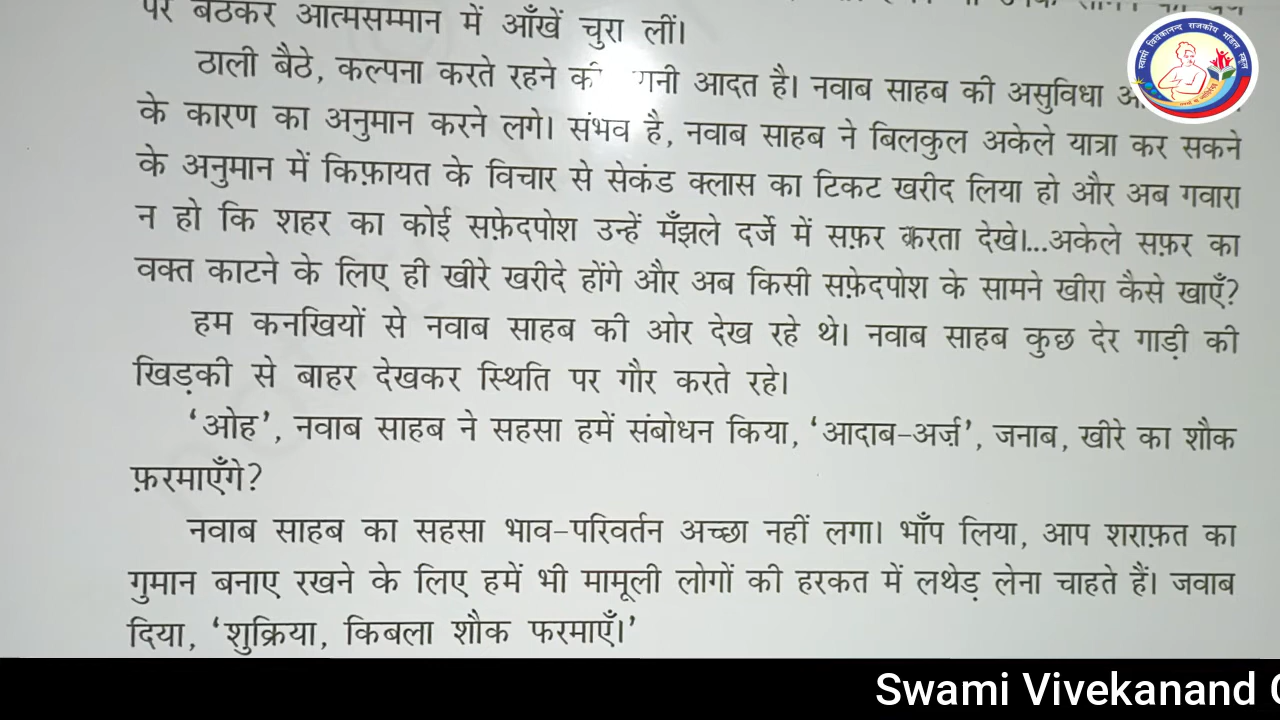 पर बैठकर आत्मसम्मान में आँखें चुरा लीं।
ठाली बैठे, कल्पना करते रहने की आदत है। नवाब साहब की असुविधा
के कारण का अनुमान करने लगे। संभव है, नवाब साहब ने बिलकुल अकेले यात्रा कर सकने
के अनुमान में किफ़ायत के विचार से सेकंड क्लास का टिकट खरीद लिया हो और अब गवारा
न हो कि शहर का कोई सफ़ेदपोश उन्हें मँझले दर्जे में सफ़र करता देखे।...अकेले सफ़र का
वक्त काटने के लिए ही खीरे खरीदे होंगे और अब किसी सफ़ेदपोश के सामने खीरा कैसे खाएँ?
हम कनखियों से नवाब साहब की ओर देख रहे थे। नवाब साहब कुछ देर गाड़ी की
खिड़की से बाहर देखकर स्थिति पर गौर करते रहे।
‘ओह’, नवाब साहब ने सहसा हमें संबोधन किया, ‘आदाब-अर्ज़’, जनाब, खीरे का शौक
फ़रमाएँगे?
नवाब साहब का सहसा भाव-परिवर्तन अच्छा नहीं लगा। भाँप लिया, आप शराफ़त का
गुमान बनाए रखने के लिए हमें भी मामूली लोगों की हरकत में लथेड़ लेना चाहते हैं। जवाब
दिया, ‘शुक्रिया, किबला शौक फरमाएँ।’
स्वामी विवेकानन्द राजकीय मॉडल स्कूल
Swami Vivekanand